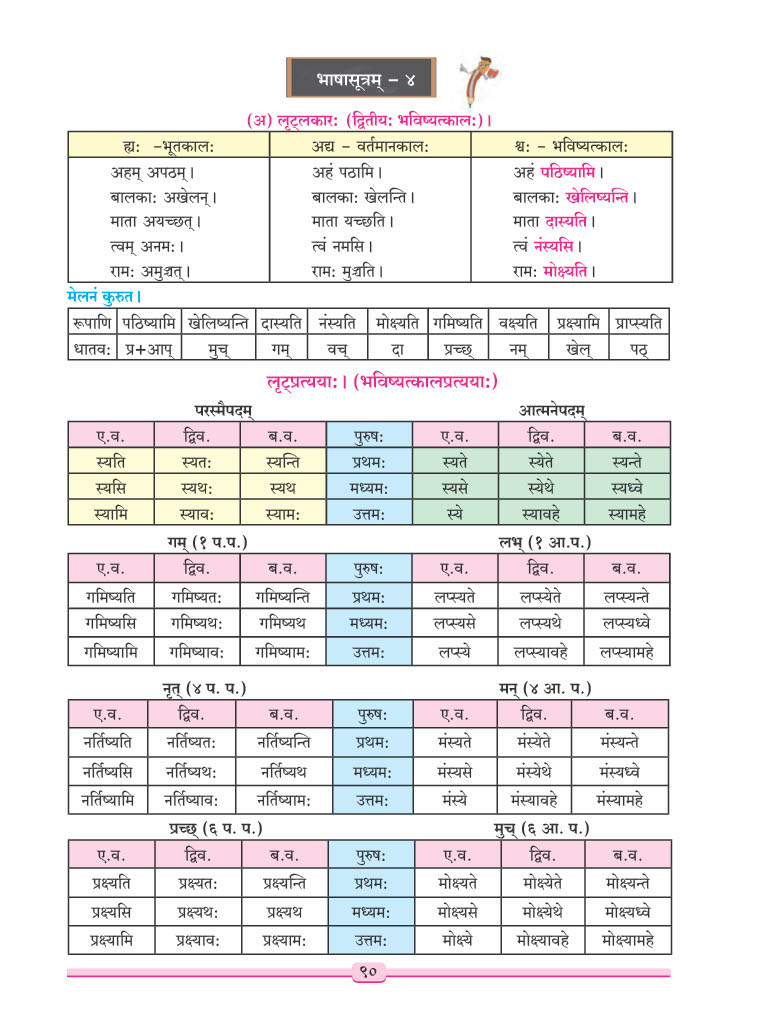 भाषासूत्रम् – ४
(अ) लृट्लकारः (द्वितीयः भविष्यत्कालः)।
ह्यः –भूतकालः अद्य – वर्तमानकालः श्वः – भविष्यत्कालः
अहम् अपठम्। अहं पठामि। अहं पठिष्यामि।
बालकाः अखेलन्। बालकाः खेलन्ति। बालकाः खेलिष्यन्ति।
माता अयच्छत्। माता यच्छति। माता दास्यति।
त्वम् अनमः। त्वं नमसि। त्वं नंस्यसि।
रामः अमुञ्चत्। रामः मुञ्चति। रामः मोक्ष्यति।
मेलनं कुरुत।
रूपाणि पठिष्यामि खेलिष्यन्ति दास्यति नंस्यति मोक्ष्यति गमिष्यति वक्ष्यति प्रक्ष्यामि प्राप्स्यति
धातवः प्र+आप् मुच् गम् वच् दा प्रच्छ् नम् खेल् पठ्
लृट्प्रत्ययाः। (भविष्यत्कालप्रत्ययाः)
परस्मैपदम् आत्मनेपदम्
ए.व. द्विव. ब.व. पुरुषः ए.व. द्विव. ब.व.
स्यति स्यतः स्यन्ति प्रथमः स्यते स्येते स्यन्ते
स्यसि स्यथः स्यथ मध्यमः स्यसे स्येथे स्यध्वे
स्यामि स्यावः स्यामः उत्तमः स्ये स्यावहे स्यामहे
गम् (१ प.प.) लभ् (१ आ.प.)
ए.व. द्विव. ब.व. पुरुषः ए.व. द्विव. ब.व.
गमिष्यति गमिष्यतः गमिष्यन्ति प्रथमः लप्स्यते लप्स्येते लप्स्यन्ते
गमिष्यसि गमिष्यथः गमिष्यथ मध्यमः लप्स्यसे लप्स्यथे लप्स्यध्वे
गमिष्यामि गमिष्यावः गमिष्यामः उत्तमः लप्स्ये लप्स्यावहे लप्स्यामहे
नृत् (४ प. प.) मन् (४ आ. प.)
ए.व. द्विव. ब.व. पुरुषः ए.व. द्विव. ब.व.
नर्तिष्यति नर्तिष्यतः नर्तिष्यन्ति प्रथमः मंस्यते मंस्येते मंस्यन्ते
नर्तिष्यसि नर्तिष्यथः नर्तिष्यथ मध्यमः मंस्यसे मंस्येथे मंस्यध्वे
नर्तिष्यामि नर्तिष्यावः नर्तिष्यामः उत्तमः मंस्ये मंस्यावहे मंस्यामहे
प्रच्छ् (६ प. प.) मुच् (६ आ. प.)
ए.व. द्विव. ब.व. पुरुषः ए.व. द्विव. ब.व.
प्रक्ष्यति प्रक्ष्यतः प्रक्ष्यन्ति प्रथमः मोक्ष्यते मोक्ष्येते मोक्ष्यन्ते
प्रक्ष्यसि प्रक्ष्यथः प्रक्ष्यथ मध्यमः मोक्ष्यसे मोक्ष्येथे मोक्ष्यध्वे
प्रक्ष्यामि प्रक्ष्यावः प्रक्ष्यामः उत्तमः मोक्ष्ये मोक्ष्यावहे मोक्ष्यामहे
९०